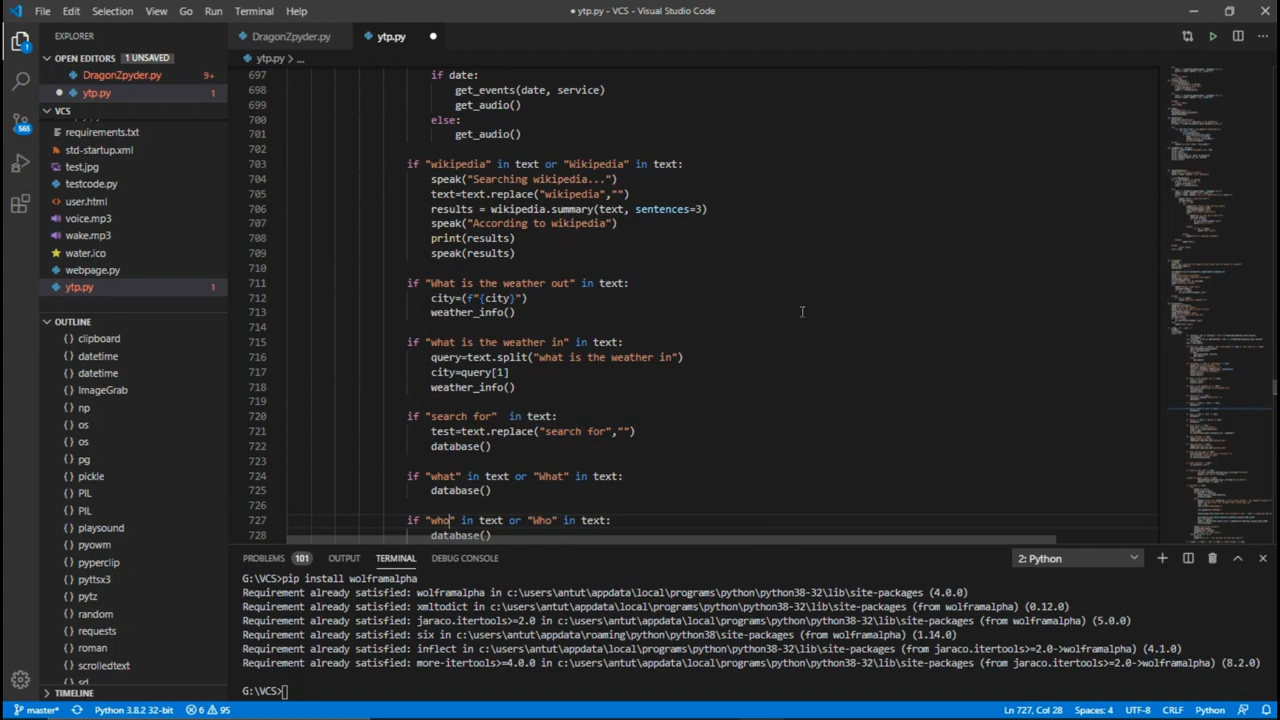 File Edit Selection View Go Run Terminal Help
● ytp.py - VCS - Visual Studio Code
EXPLORER
OPEN EDITORS 1 UNSAVED
DragonZpyder.py 9+
ytp.py 1
VCS
requirements.txt
std-startup.xml
test.jpg
testcode.py
user.html
voice.mp3
wake.mp3
water.ico
webpage.py
ytp.py 1
OUTLINE
clipboard
datetime
datetime
ImageGrab
np
os
os
pg
pickle
PIL
PIL
playsound
pyowm
pyperclip
pyttsx3
pytz
random
requests
roman
scrolledtext
sd
TIMELINE
1
565
DragonZpyder.py
ytp.py ●
ytp.py > ...
697 if date:
698 get_events(date, service)
699 get_audio()
700 else:
701 get_audio()
702
703 if "wikipedia" in text or "Wikipedia" in text:
704 speak("Searching wikipedia...")
705 text=text.replace("wikipedia","")
706 results = wikipedia.summary(text, sentences=3)
707 speak("According to wikipedia")
708 print(results)
709 speak(results)
710
711 if "What is the weather out" in text:
712 city=(f"{city}")
713 weather_info()
714
715 if "what is the weather in" in text:
716 query=text.split("what is the weather in")
717 city=query[1]
718 weather_info()
719
720 if "search for"  in text:
721 test=text.replace("search for","")
722 database()
723
724 if "what" in text or "What" in text:
725 database()
726
727 if "who" in text or "Who" in text:
728 database()
PROBLEMS 101 OUTPUT TERMINAL DEBUG CONSOLE 2: Python
G:\VCS>pip install wolframalpha
Requirement already satisfied: wolframalpha in c:\users\antut\appdata\local\programs\python\python38-32\lib\site-packages (4.0.0)
Requirement already satisfied: xmltodict in c:\users\antut\appdata\local\programs\python\python38-32\lib\site-packages (from wolframalpha) (0.12.0)
Requirement already satisfied: jaraco.itertools>=2.0 in c:\users\antut\appdata\local\programs\python\python38-32\lib\site-packages (from wolframalpha) (5.0.0)
Requirement already satisfied: six in c:\users\antut\appdata\roaming\python\python38\site-packages (from wolframalpha) (1.14.0)
Requirement already satisfied: inflect in c:\users\antut\appdata\local\programs\python\python38-32\lib\site-packages (from jaraco.itertools>=2.0->wolframalpha) (4.1.0)
Requirement already satisfied: more-itertools>=4.0.0 in c:\users\antut\appdata\local\programs\python\python38-32\lib\site-packages (from jaraco.itertools>=2.0->wolframalpha) (8.2.0)
G:\VCS>
master* Python 3.8.2 32-bit 6 95 Ln 727, Col 28 Spaces: 4 UTF-8 CRLF Python